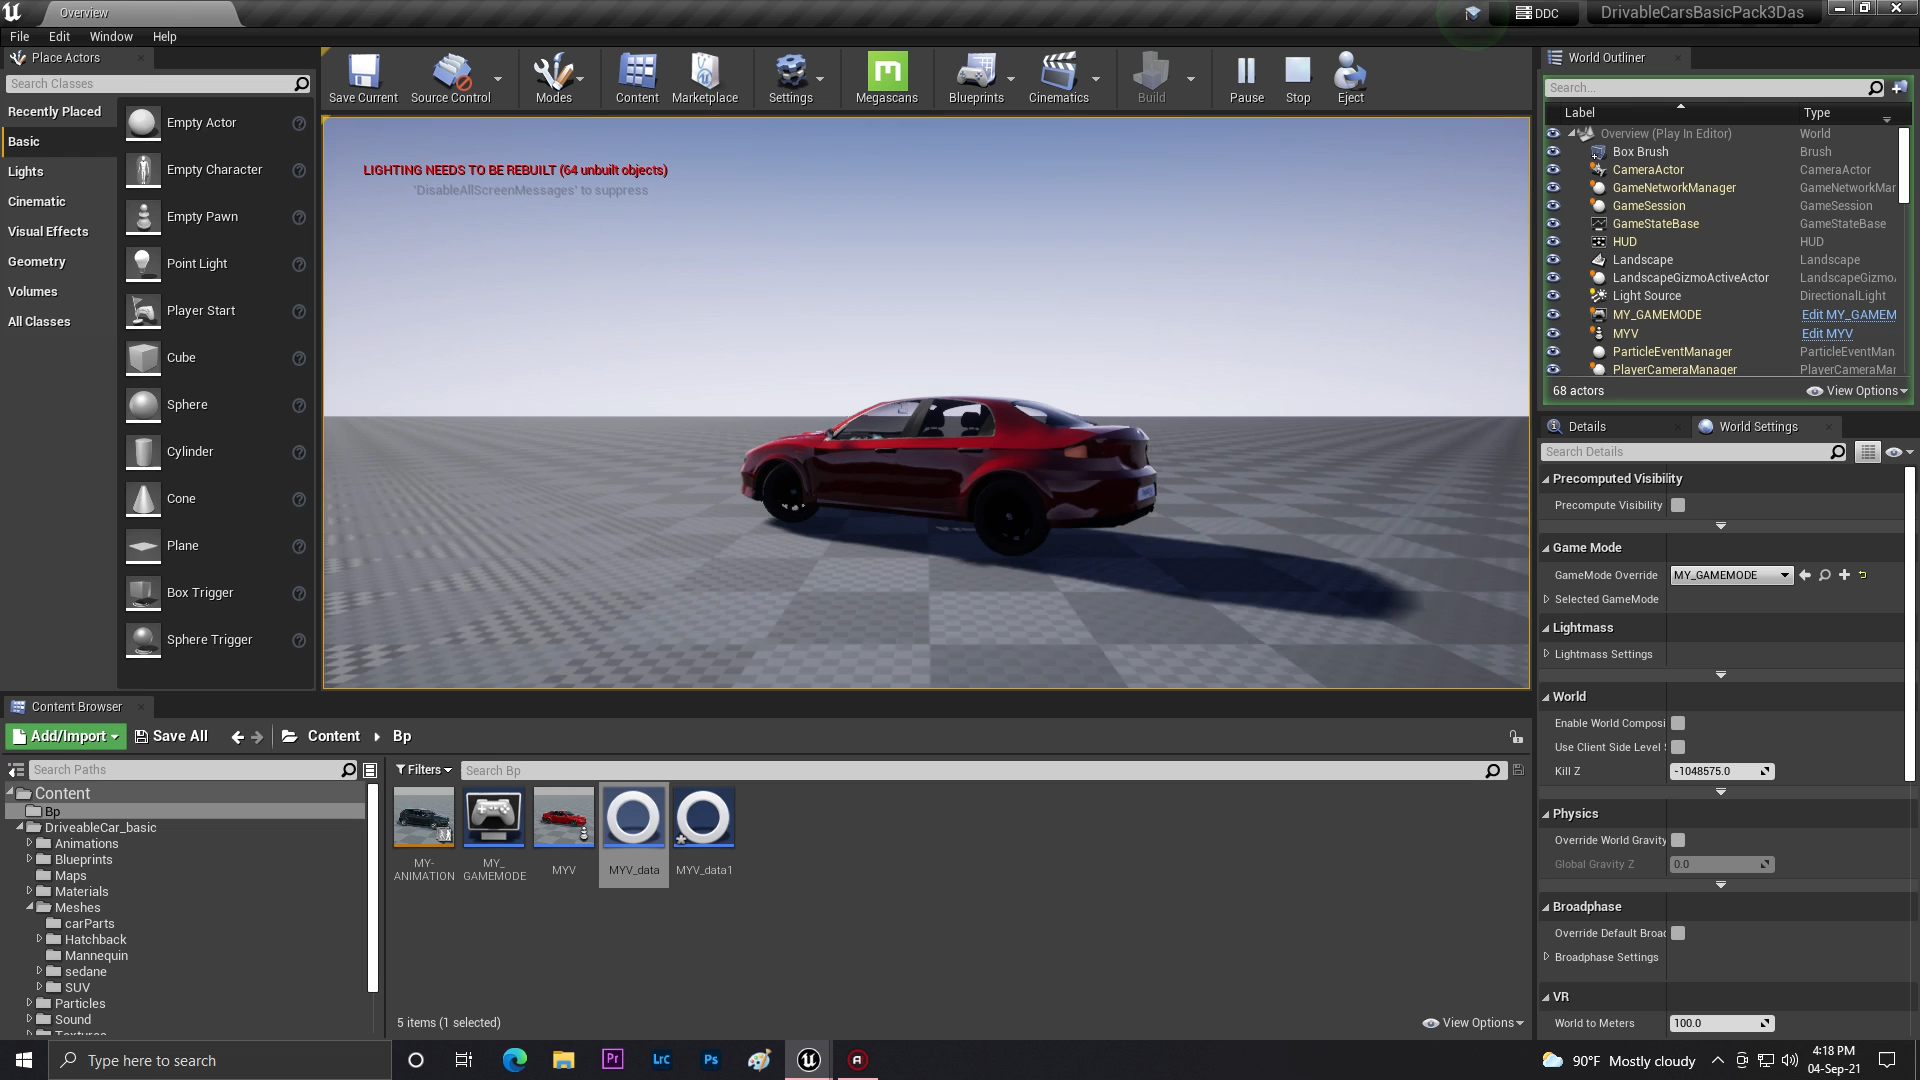 Overview
DDC
DrivableCarsBasicPack3Das
File Edit Window Help
Place Actors
Search Classes
Recently Placed
Basic
Lights
Cinematic
Visual Effects
Geometry
Volumes
All Classes
Empty Actor
Empty Character
Empty Pawn
Point Light
Player Start
Cube
Sphere
Cylinder
Cone
Plane
Box Trigger
Sphere Trigger
Save Current
Source Control
Modes
Content
Marketplace
Settings
Megascans
Blueprints
Cinematics
Build
Pause
Stop
Eject
LIGHTING NEEDS TO BE REBUILT (64 unbuilt objects)
'DisableAllScreenMessages' to suppress
World Outliner
Search...
Label Type
Overview (Play In Editor) World
Box Brush Brush
CameraActor CameraActor
GameNetworkManager GameNetworkMar
GameSession GameSession
GameStateBase GameStateBase
HUD HUD
Landscape Landscape
LandscapeGizmoActiveActor LandscapeGizmo
Light Source DirectionalLight
MY_GAMEMODE Edit MY_GAMEM
MYV Edit MYV
ParticleEventManager ParticleEventMan
PlayerCameraManager PlayerCameraMar
68 actors
View Options
Details
World Settings
Search Details
Precomputed Visibility
Precompute Visibility
Game Mode
GameMode Override MY_GAMEMODE
Selected GameMode
Lightmass
Lightmass Settings
World
Enable World Composi
Use Client Side Level
Kill Z -1048575.0
Physics
Override World Gravity
Global Gravity Z 0.0
Broadphase
Override Default Broad
Broadphase Settings
VR
World to Meters 100.0
Content Browser
Add/Import
Save All
Content
Bp
Search Paths
Filters
Search Bp
Content
Bp
DriveableCar_basic
Animations
Blueprints
Maps
Materials
Meshes
carParts
Hatchback
Mannequin
sedane
SUV
Particles
Sound
Textures
MY-
ANIMATION
MY_
GAMEMODE
MYV
MYV_data
MYV_data1
5 items (1 selected)
View Options
Type here to search
Pr
Lrc
Ps
90°F Mostly cloudy
4:18 PM
04-Sep-21